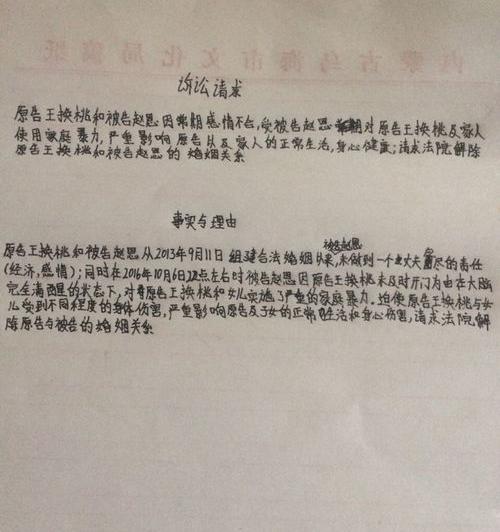 内蒙古乌海市文化局稿纸
诉讼请求
原告王换桃和被告赵恩因长期感情不合,受被告赵恩长期对原告王换桃及家人
使用家庭暴力,严重影响原告以及家人的正常生活,身心健康;请求法院解除
原告王换桃和被告赵恩的婚姻关系
事实与理由
被告赵恩
原告王换桃和被告赵恩从2013年9月11日组建合法婚姻以来,未做到一个丈夫应尽的责任
(经济,感情);同时在2016年10月6日12点左右时被告赵恩因原告王换桃未及时开门为由在大脑
完全清醒的状态下,对原告王换桃和女儿实施了严重的家庭暴力。迫使原告王换桃与女
儿受到不同程度的身体伤害,严重影响原告及子女的正常生活和身心伤害,请求法院解
除原告与被告的婚姻关系